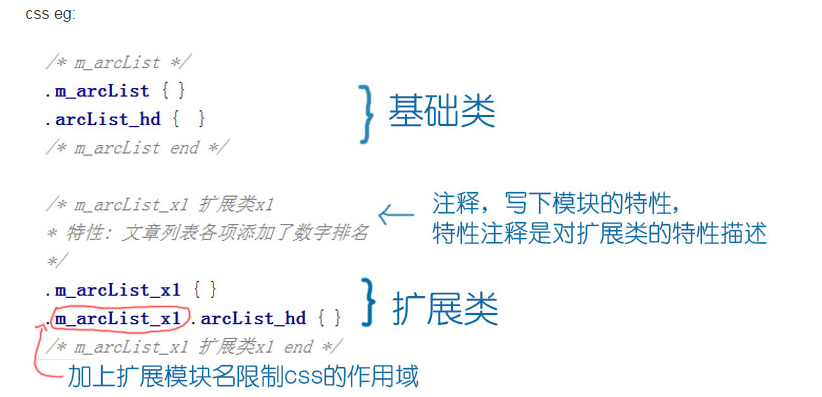 css eg:
/* m_arcList */
.m_arcList { }
.arcList_hd {  }
/* m_arcList end */
基础类
/* m_arcList_x1 扩展类x1
* 特性：文章列表各项添加了数字排名
*/
注释，写下模块的特性，
特性注释是对扩展类的特性描述
.m_arcList_x1 { }
.m_arcList_x1 .arcList_hd { }
/* m_arcList_x1 扩展类x1 end */
扩展类
加上扩展模块名限制css的作用域